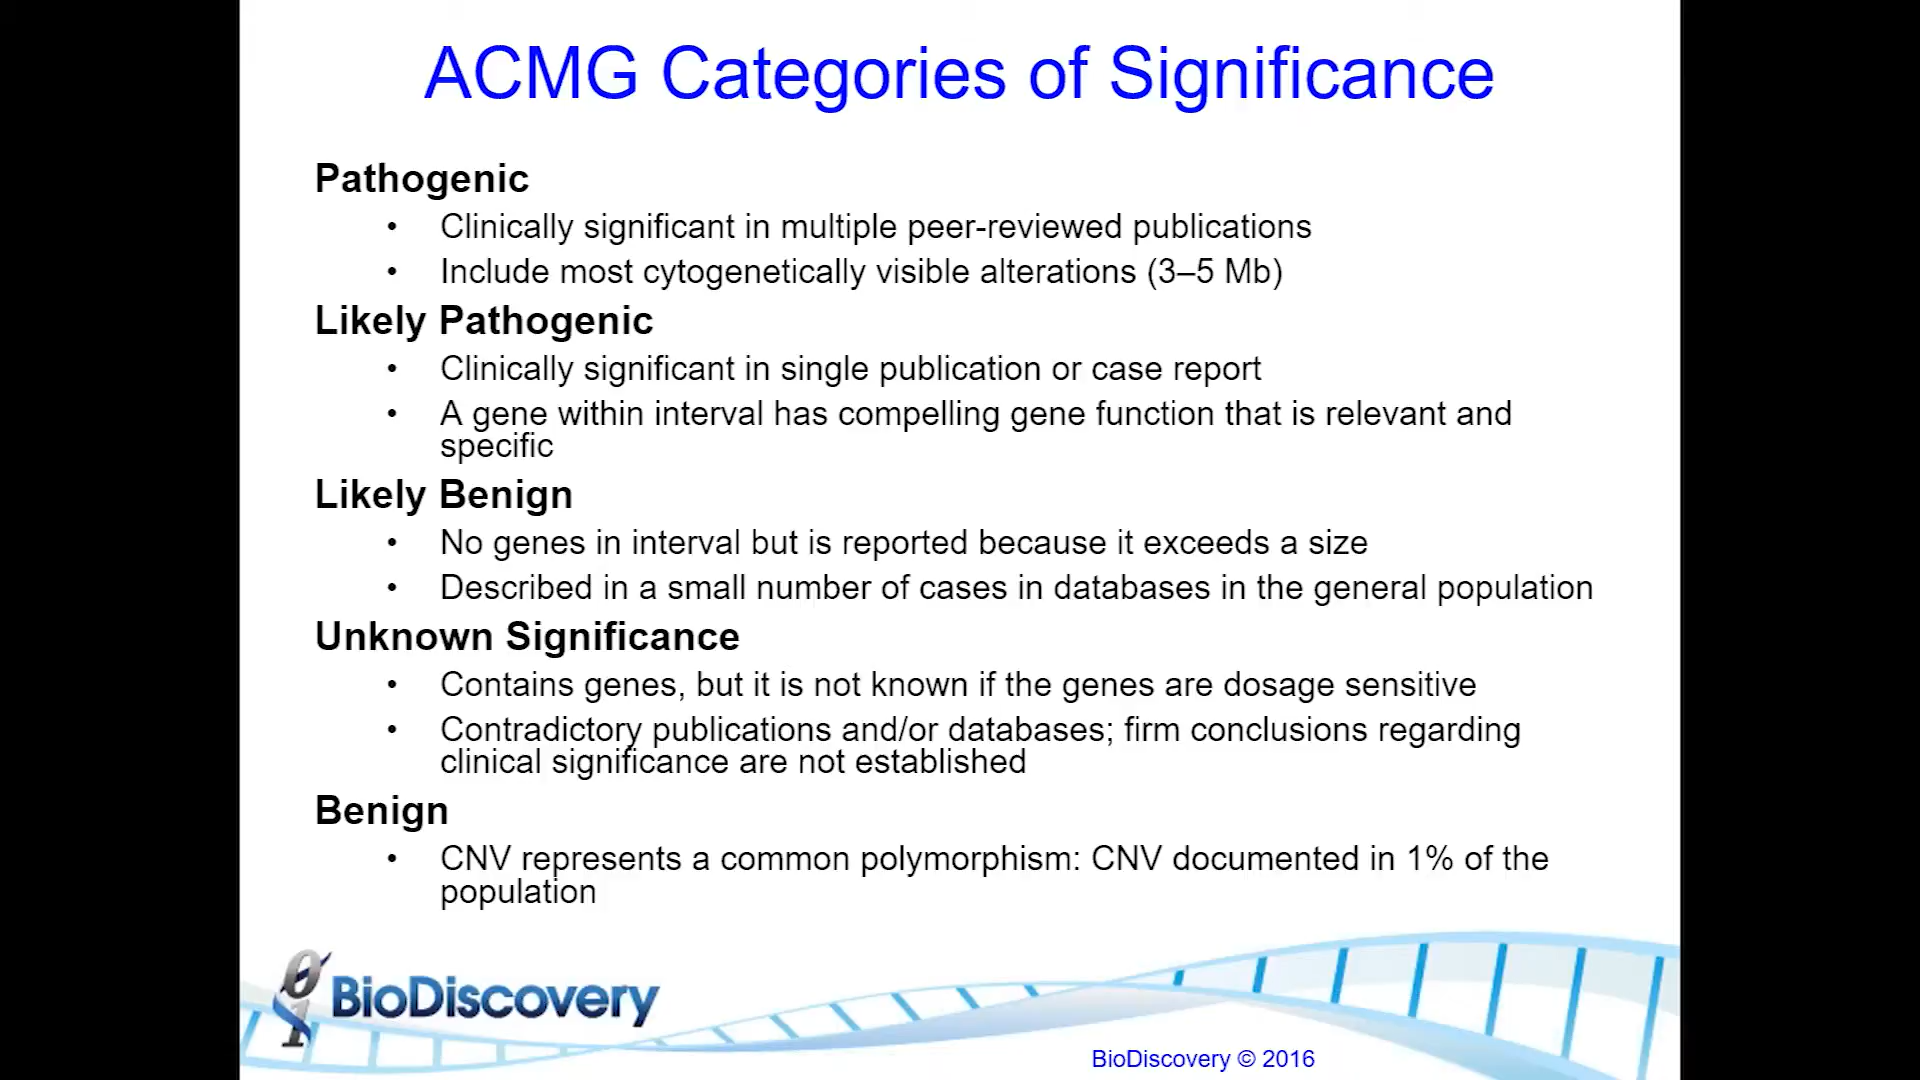 ACMG Categories of Significance
Pathogenic
• Clinically significant in multiple peer-reviewed publications
• Include most cytogenetically visible alterations (3–5 Mb)
Likely Pathogenic
• Clinically significant in single publication or case report
• A gene within interval has compelling gene function that is relevant and
specific
Likely Benign
• No genes in interval but is reported because it exceeds a size
• Described in a small number of cases in databases in the general population
Unknown Significance
• Contains genes, but it is not known if the genes are dosage sensitive
• Contradictory publications and/or databases; firm conclusions regarding
clinical significance are not established
Benign
• CNV represents a common polymorphism: CNV documented in 1% of the
population
01 BioDiscovery
BioDiscovery © 2016